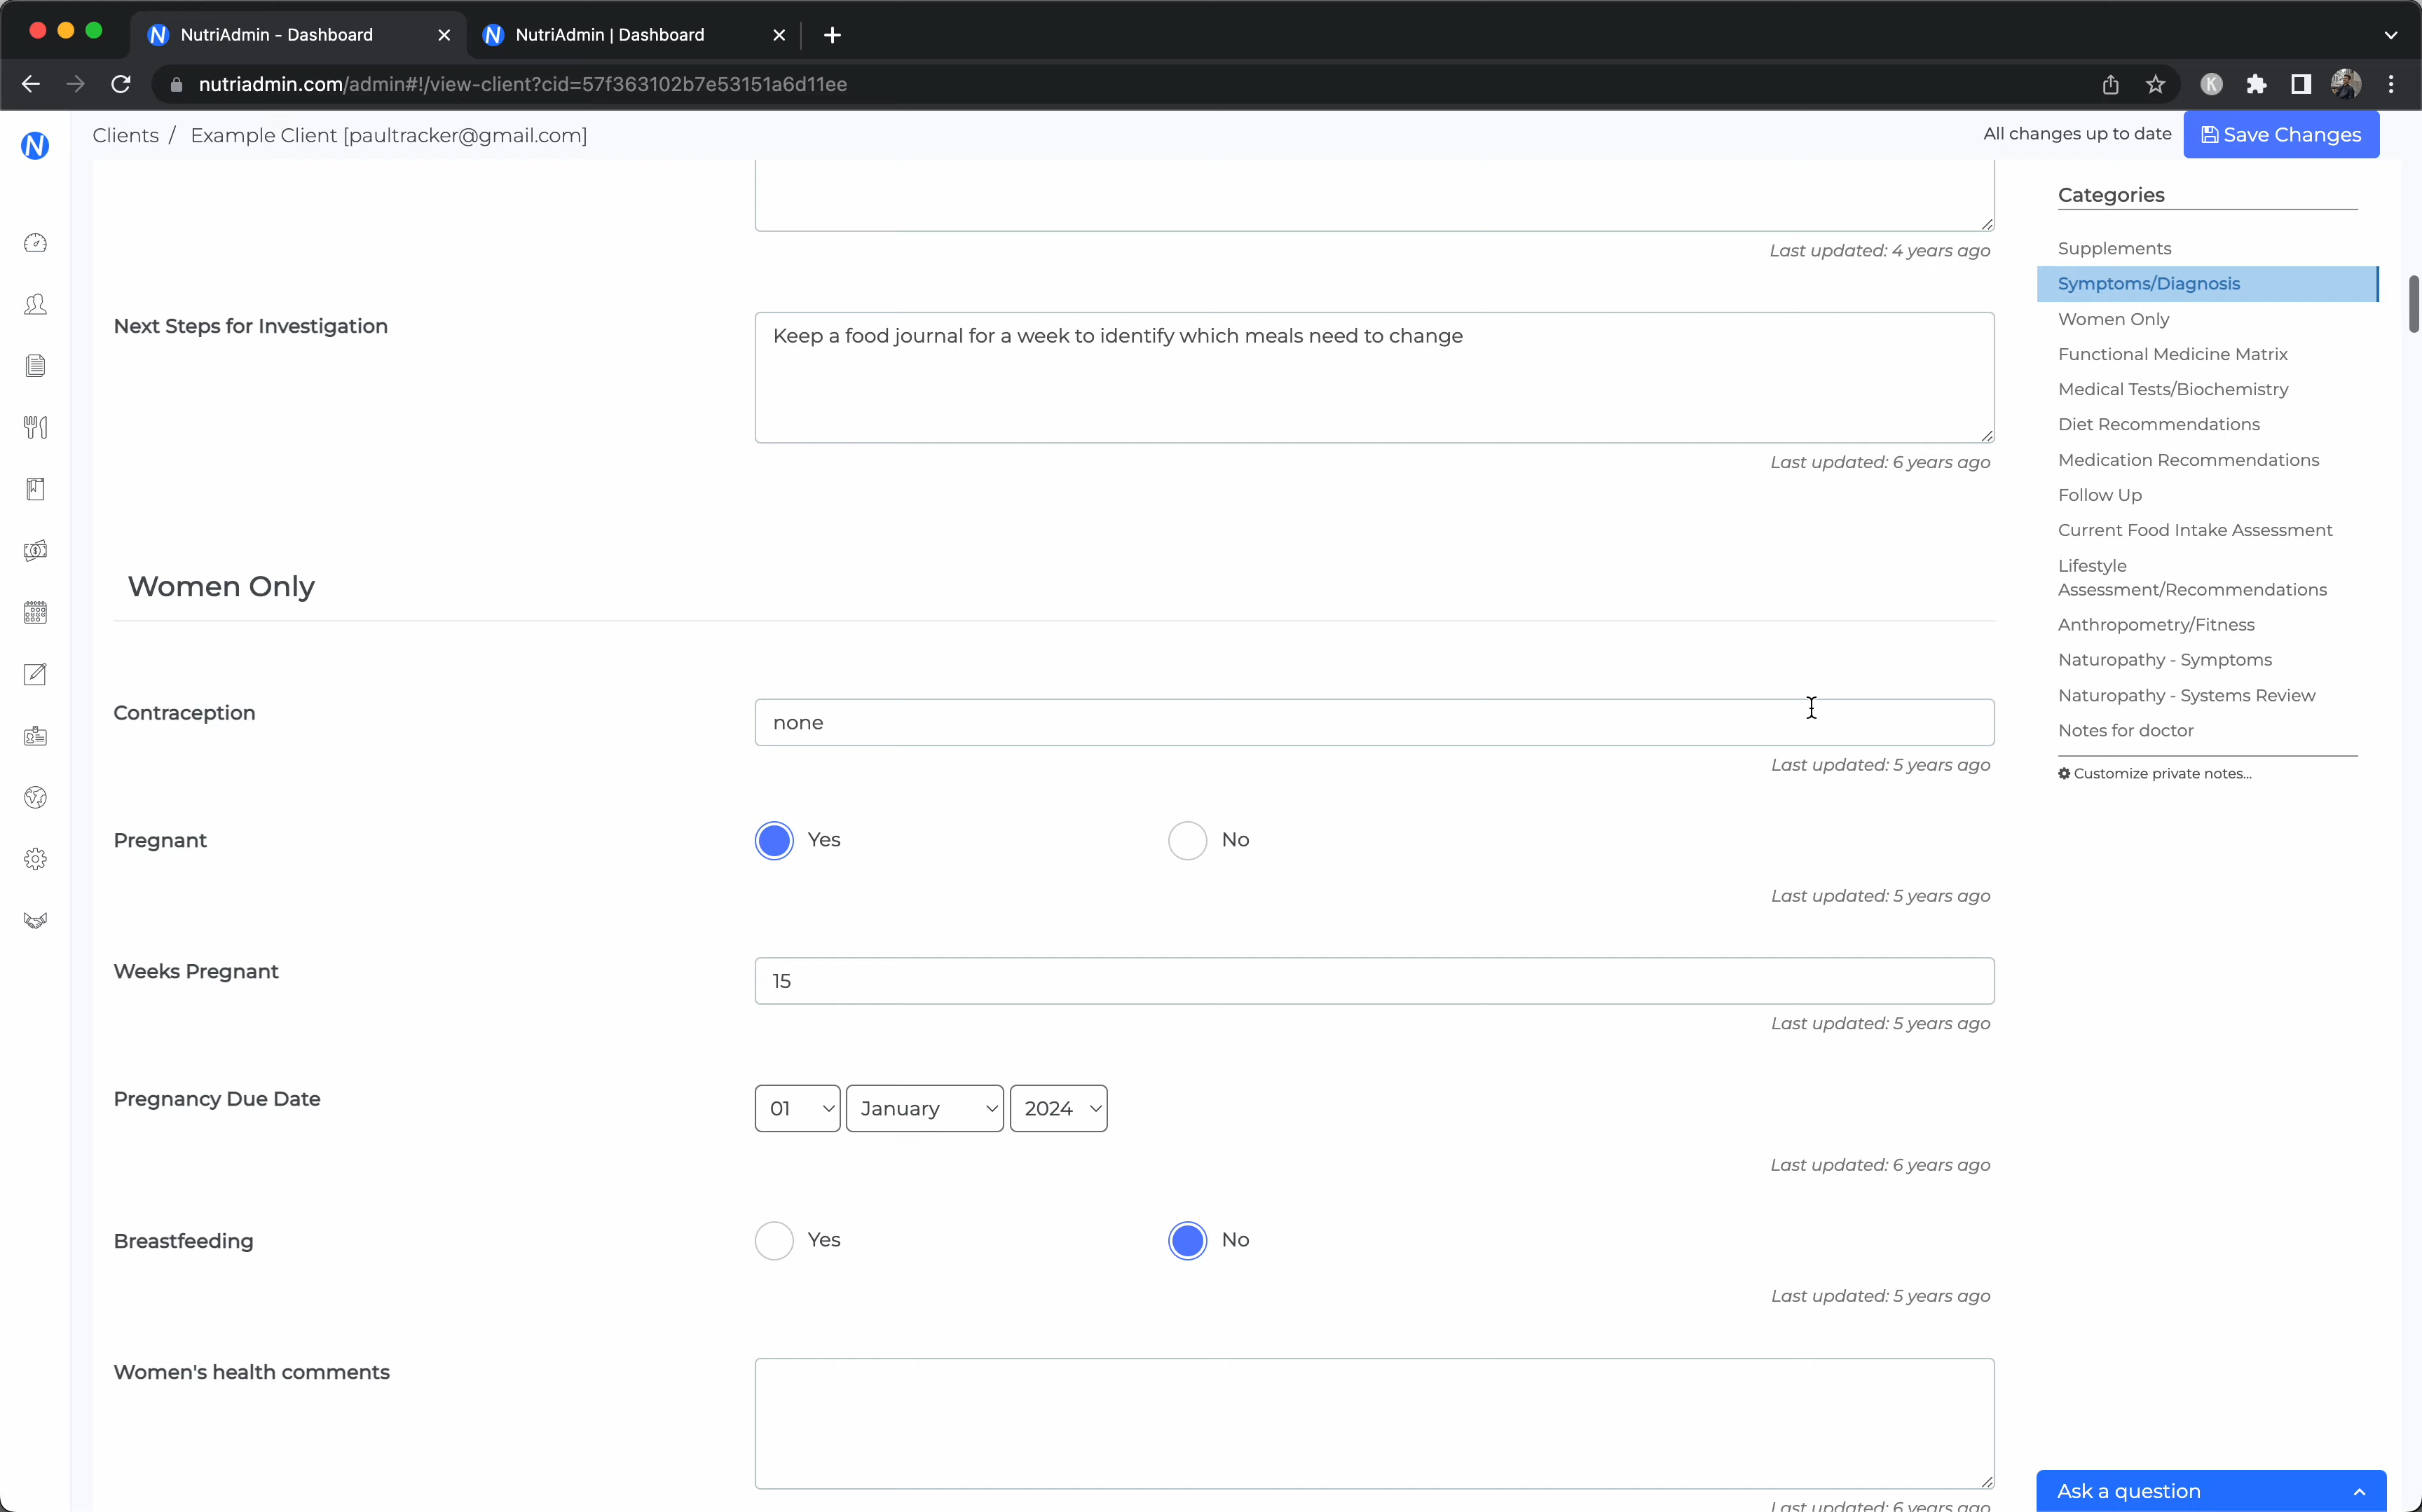 NutriAdmin - Dashboard
NutriAdmin | Dashboard
nutriadmin.com/admin#!/view-client?cid=57f363102b7e53151a6d11ee
K
N
Clients / Example Client [paultracker@gmail.com]
All changes up to date
Save Changes
Last updated: 4 years ago
Next Steps for Investigation
Keep a food journal for a week to identify which meals need to change
Last updated: 6 years ago
Women Only
Contraception
none
Last updated: 5 years ago
Pregnant
Yes
No
Last updated: 5 years ago
Weeks Pregnant
15
Last updated: 5 years ago
Pregnancy Due Date
01
January
2024
Last updated: 6 years ago
Breastfeeding
Yes
No
Last updated: 5 years ago
Women's health comments
Last updated: 6 years ago
Categories
Supplements
Symptoms/Diagnosis
Women Only
Functional Medicine Matrix
Medical Tests/Biochemistry
Diet Recommendations
Medication Recommendations
Follow Up
Current Food Intake Assessment
Lifestyle
Assessment/Recommendations
Anthropometry/Fitness
Naturopathy - Symptoms
Naturopathy - Systems Review
Notes for doctor
Customize private notes...
Ask a question